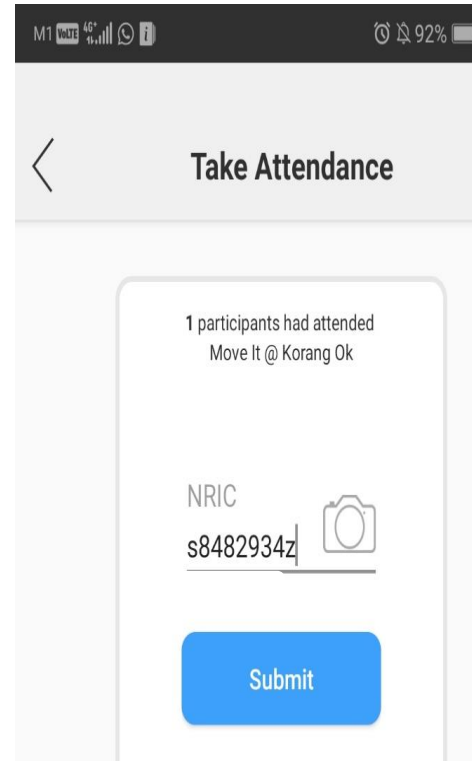 M1 VoLTE 4G+ 92%
Take Attendance
1 participants had attended
Move It @ Korang Ok
NRIC
s8482934z
Submit